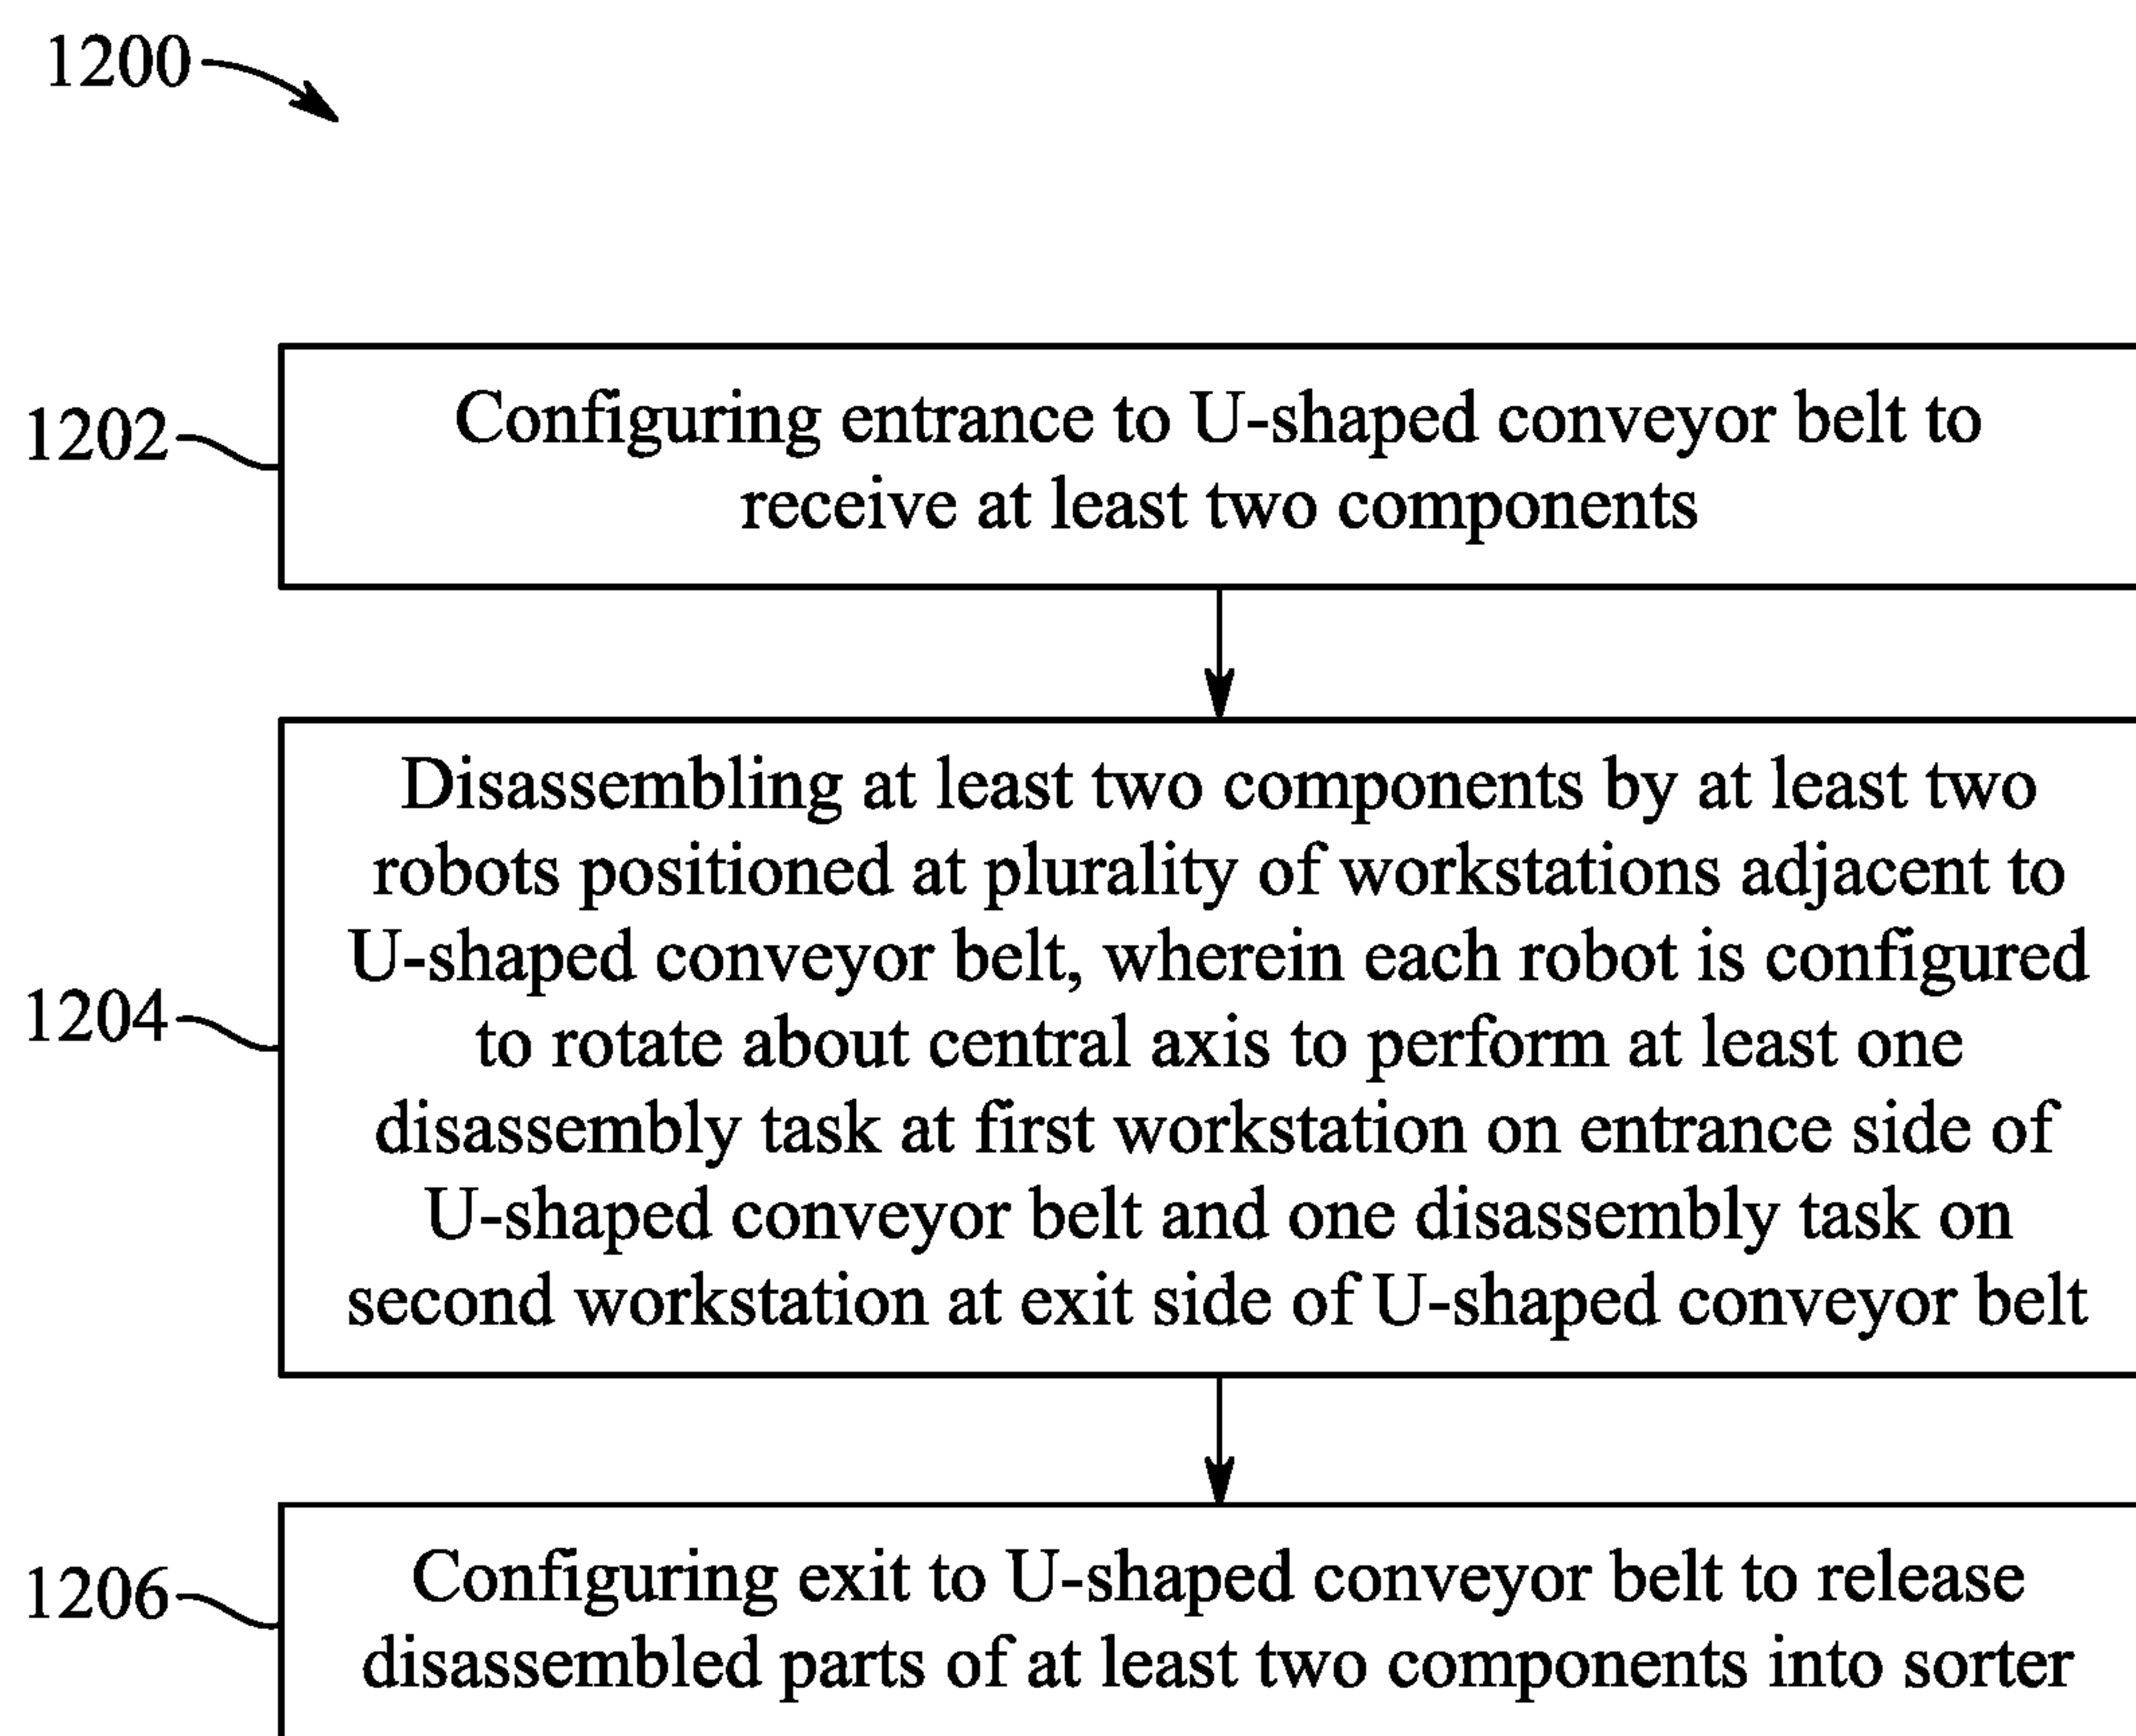 1200
1202
Configuring entrance to U-shaped conveyor belt to
receive at least two components
1204
Disassembling at least two components by at least two
robots positioned at plurality of workstations adjacent to
U-shaped conveyor belt, wherein each robot is configured
to rotate about central axis to perform at least one
disassembly task at first workstation on entrance side of
U-shaped conveyor belt and one disassembly task on
second workstation at exit side of U-shaped conveyor belt
1206
Configuring exit to U-shaped conveyor belt to release
disassembled parts of at least two components into sorter